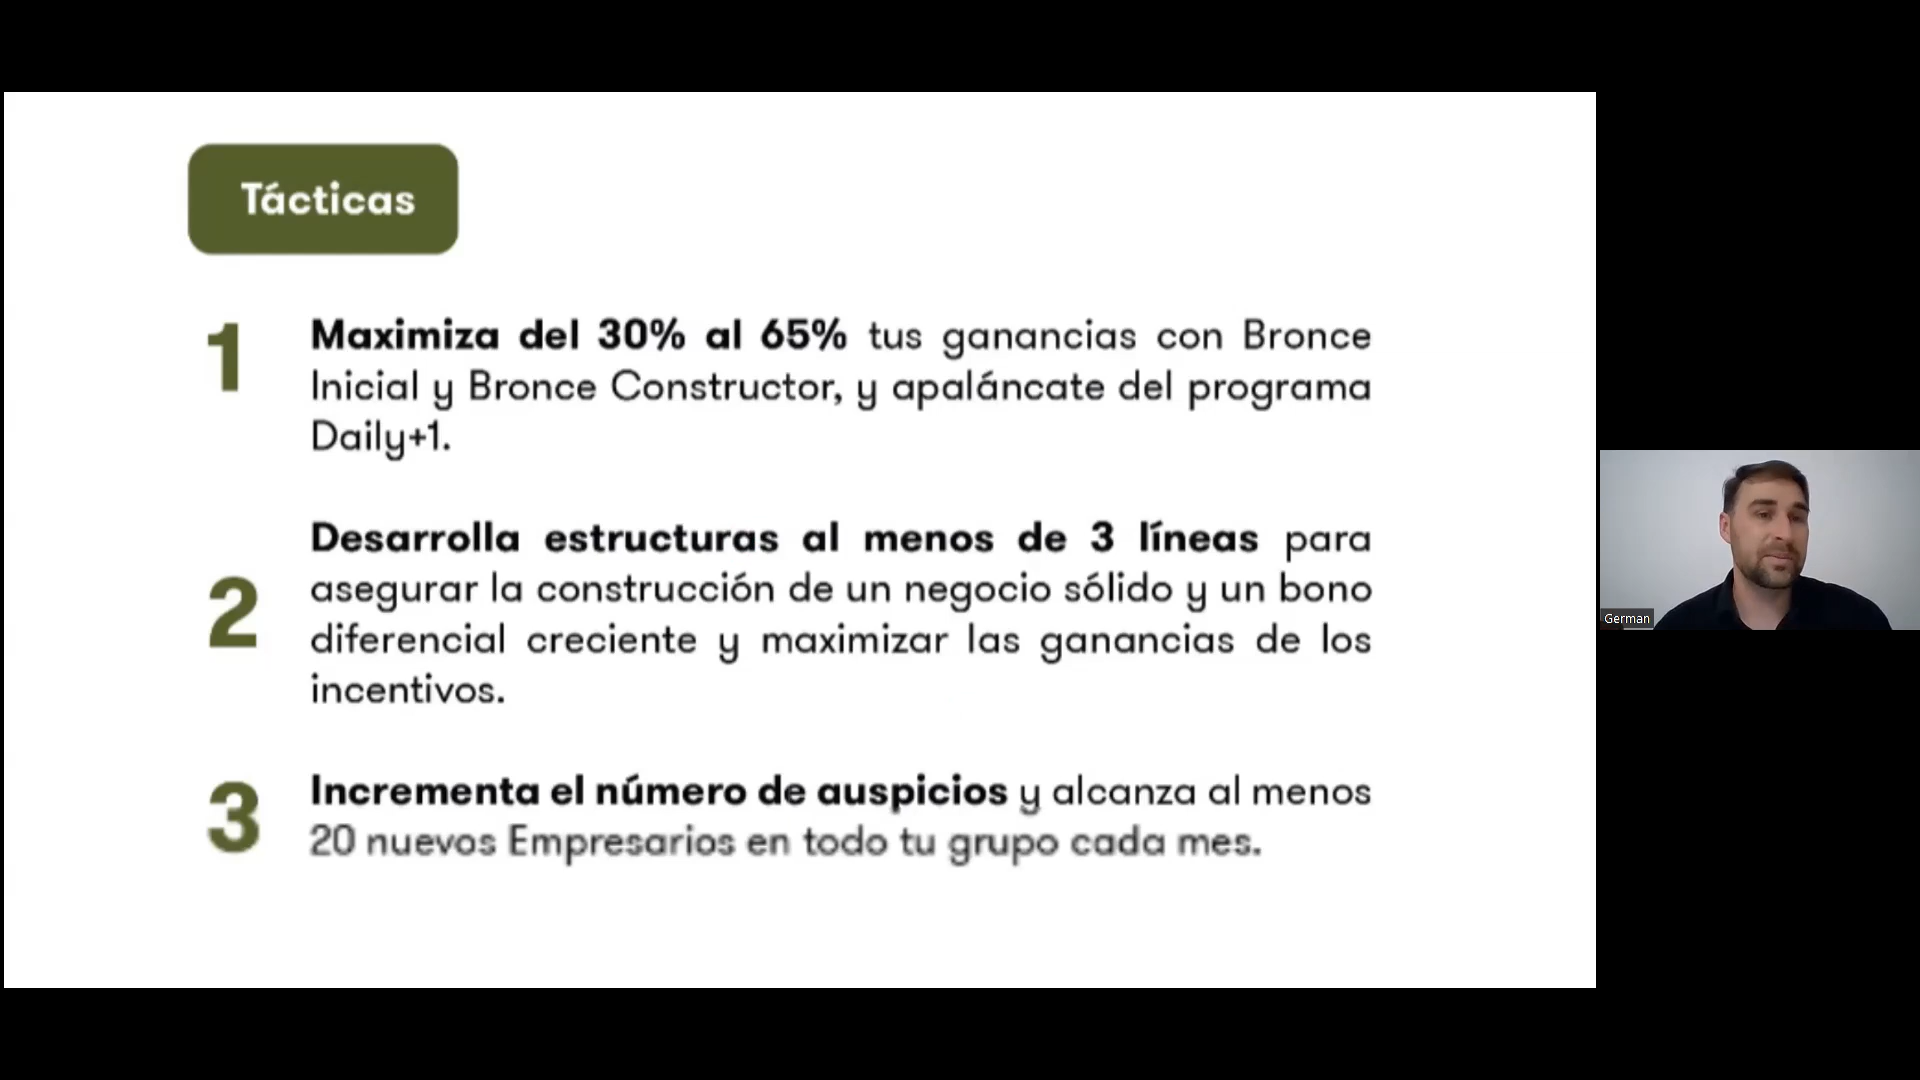 Tácticas
1
Maximiza del 30% al 65% tus ganancias con Bronce
Inicial y Bronce Constructor, y apaláncate del programa
Daily+1.
2
Desarrolla estructuras al menos de 3 líneas para
asegurar la construcción de un negocio sólido y un bono
diferencial creciente y maximizar las ganancias de los
incentivos.
3
Incrementa el número de auspicios y alcanza al menos
20 nuevos Empresarios en todo tu grupo cada mes.
German